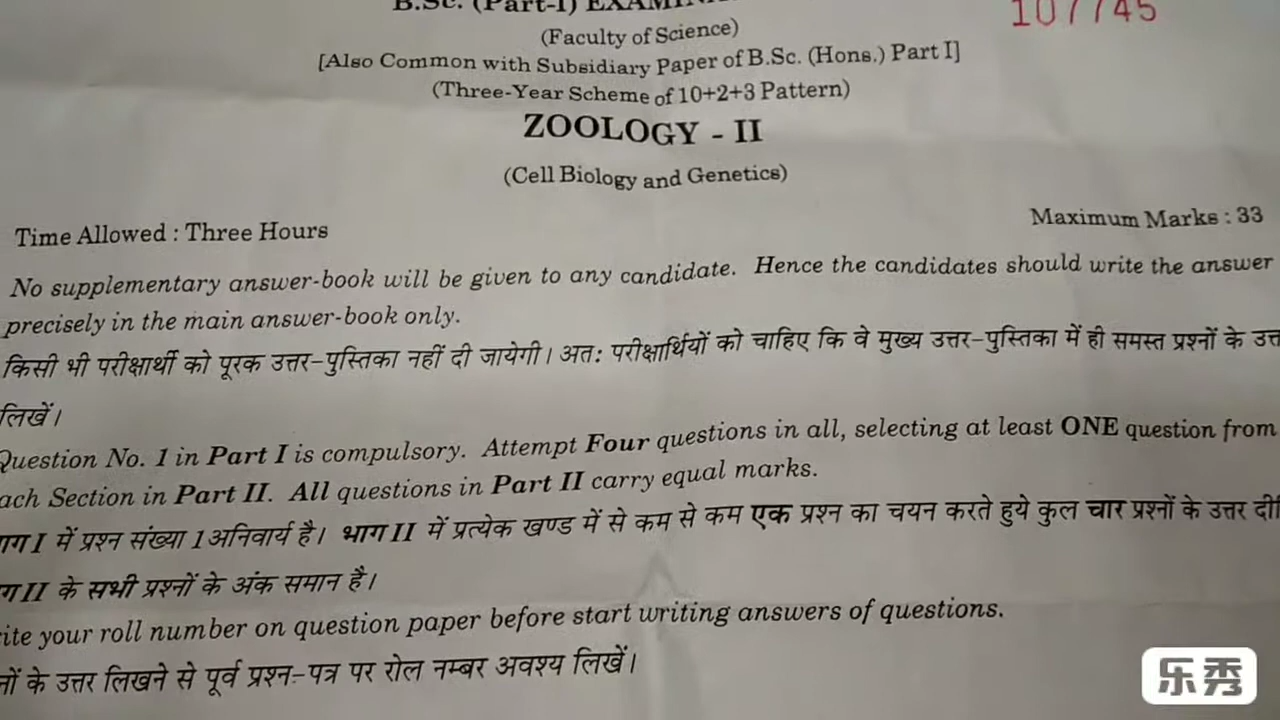 B.Sc. (Part-I)
107745
(Faculty of Science)
[Also Common with Subsidiary Paper of B.Sc. (Hons.) Part I]
(Three-Year Scheme of 10+2+3 Pattern)
ZOOLOGY - II
(Cell Biology and Genetics)
Time Allowed : Three Hours
Maximum Marks : 33
No supplementary answer-book will be given to any candidate. Hence the candidates should write the answer
precisely in the main answer-book only.
किसी भी परीक्षार्थी को पूरक उत्तर-पुस्तिका नहीं दी जायेगी। अतः परीक्षार्थियों को चाहिए कि वे मुख्य उत्तर-पुस्तिका में ही समस्त प्रश्नों के
लिखें।
Question No. 1 in Part I is compulsory. Attempt Four questions in all, selecting at least ONE question from
ach Section in Part II. All questions in Part II carry equal marks.
I में प्रश्न संख्या 1 अनिवार्य है। भाग II में प्रत्येक खण्ड में से कम से कम एक प्रश्न का चयन करते हुये कुल चार प्रश्नों के उत्तर
II के सभी प्रश्नों के अंक समान है।
ite your roll number on question paper before start writing answers of questions.
के उत्तर लिखने से पूर्व प्रश्न-पत्र पर रोल नम्बर अवश्य लिखें।
乐秀